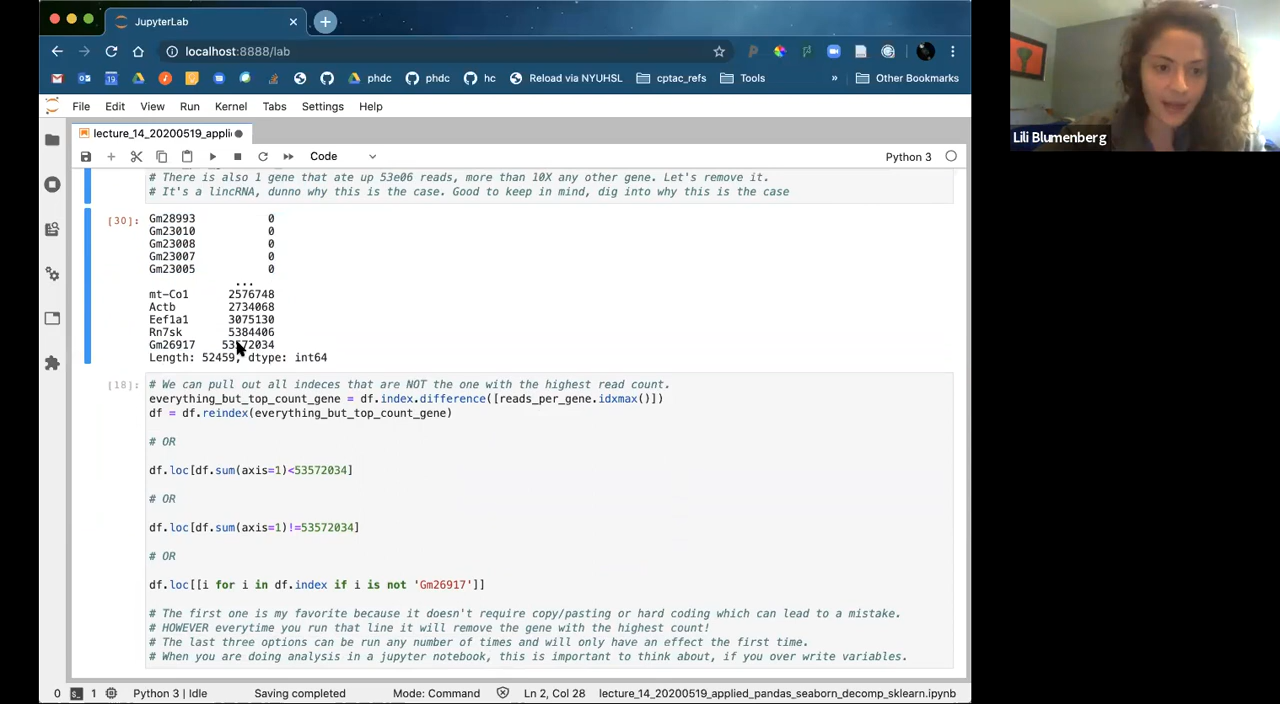 JupyterLab
localhost:8888/lab
phdc
phdc
hc
Reload via NYUHSL
cptac_refs
Tools
»
Other Bookmarks
File Edit View Run Kernel Tabs Settings Help
lecture_14_20200519_appli
Code
Python 3
# There is also 1 gene that ate up 53e06 reads, more than 10X any other gene. Let's remove it.
# It's a lincRNA, dunno why this is the case. Good to keep in mind, dig into why this is the case
[30]:
Gm28993 0
Gm23010 0
Gm23008 0
Gm23007 0
Gm23005 0
...
mt-Co1 2576748
Actb 2734068
Eef1a1 3075130
Rn7sk 5384406
Gm26917 53572034
Length: 52459, dtype: int64
[18]:
# We can pull out all indeces that are NOT the one with the highest read count.
everything_but_top_count_gene = df.index.difference([reads_per_gene.idxmax()])
df = df.reindex(everything_but_top_count_gene)
# OR
df.loc[df.sum(axis=1)<53572034]
# OR
df.loc[df.sum(axis=1)!=53572034]
# OR
df.loc[[i for i in df.index if i is not 'Gm26917']]
# The first one is my favorite because it doesn't require copy/pasting or hard coding which can lead to a mistake.
# HOWEVER everytime you run that line it will remove the gene with the highest count!
# The last three options can be run any number of times and will only have an effect the first time.
# When you are doing analysis in a jupyter notebook, this is important to think about, if you over write variables.
0 1 Python 3 | Idle Saving completed Mode: Command Ln 2, Col 28 lecture_14_20200519_applied_pandas_seaborn_decomp_sklearn.ipynb
Lili Blumenberg